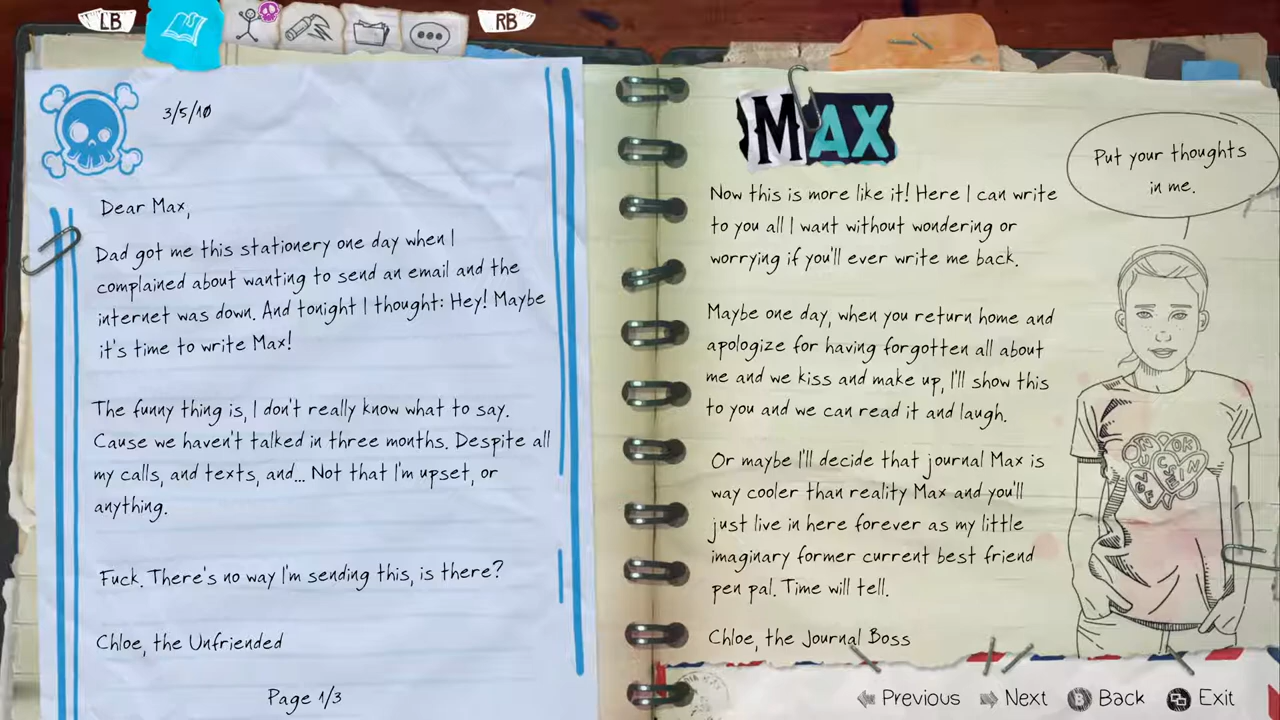 LB
RB
3/5/10
Dear Max,
Dad got me this stationery one day when I
complained about wanting to send an email and the
internet was down. And tonight I thought: Hey! Maybe
it's time to write Max!
The funny thing is, I don't really know what to say.
Cause we haven't talked in three months. Despite all
my calls, and texts, and... Not that I'm upset, or
anything.
Fuck. There's no way I'm sending this, is there?
Chloe, the Unfriended
Page 1/3
MAX
Now this is more like it! Here I can write
to you all I want without wondering or
worrying if you'll ever write me back.
Maybe one day, when you return home and
apologize for having forgotten all about
me and we kiss and make up, I'll show this
to you and we can read it and laugh.
Or maybe I'll decide that journal Max is
way cooler than reality Max and you'll
just live in here forever as my little
imaginary former current best friend
pen pal. Time will tell.
Chloe, the Journal Boss
Put your thoughts
in me.
Previous
Next
B Back
Exit